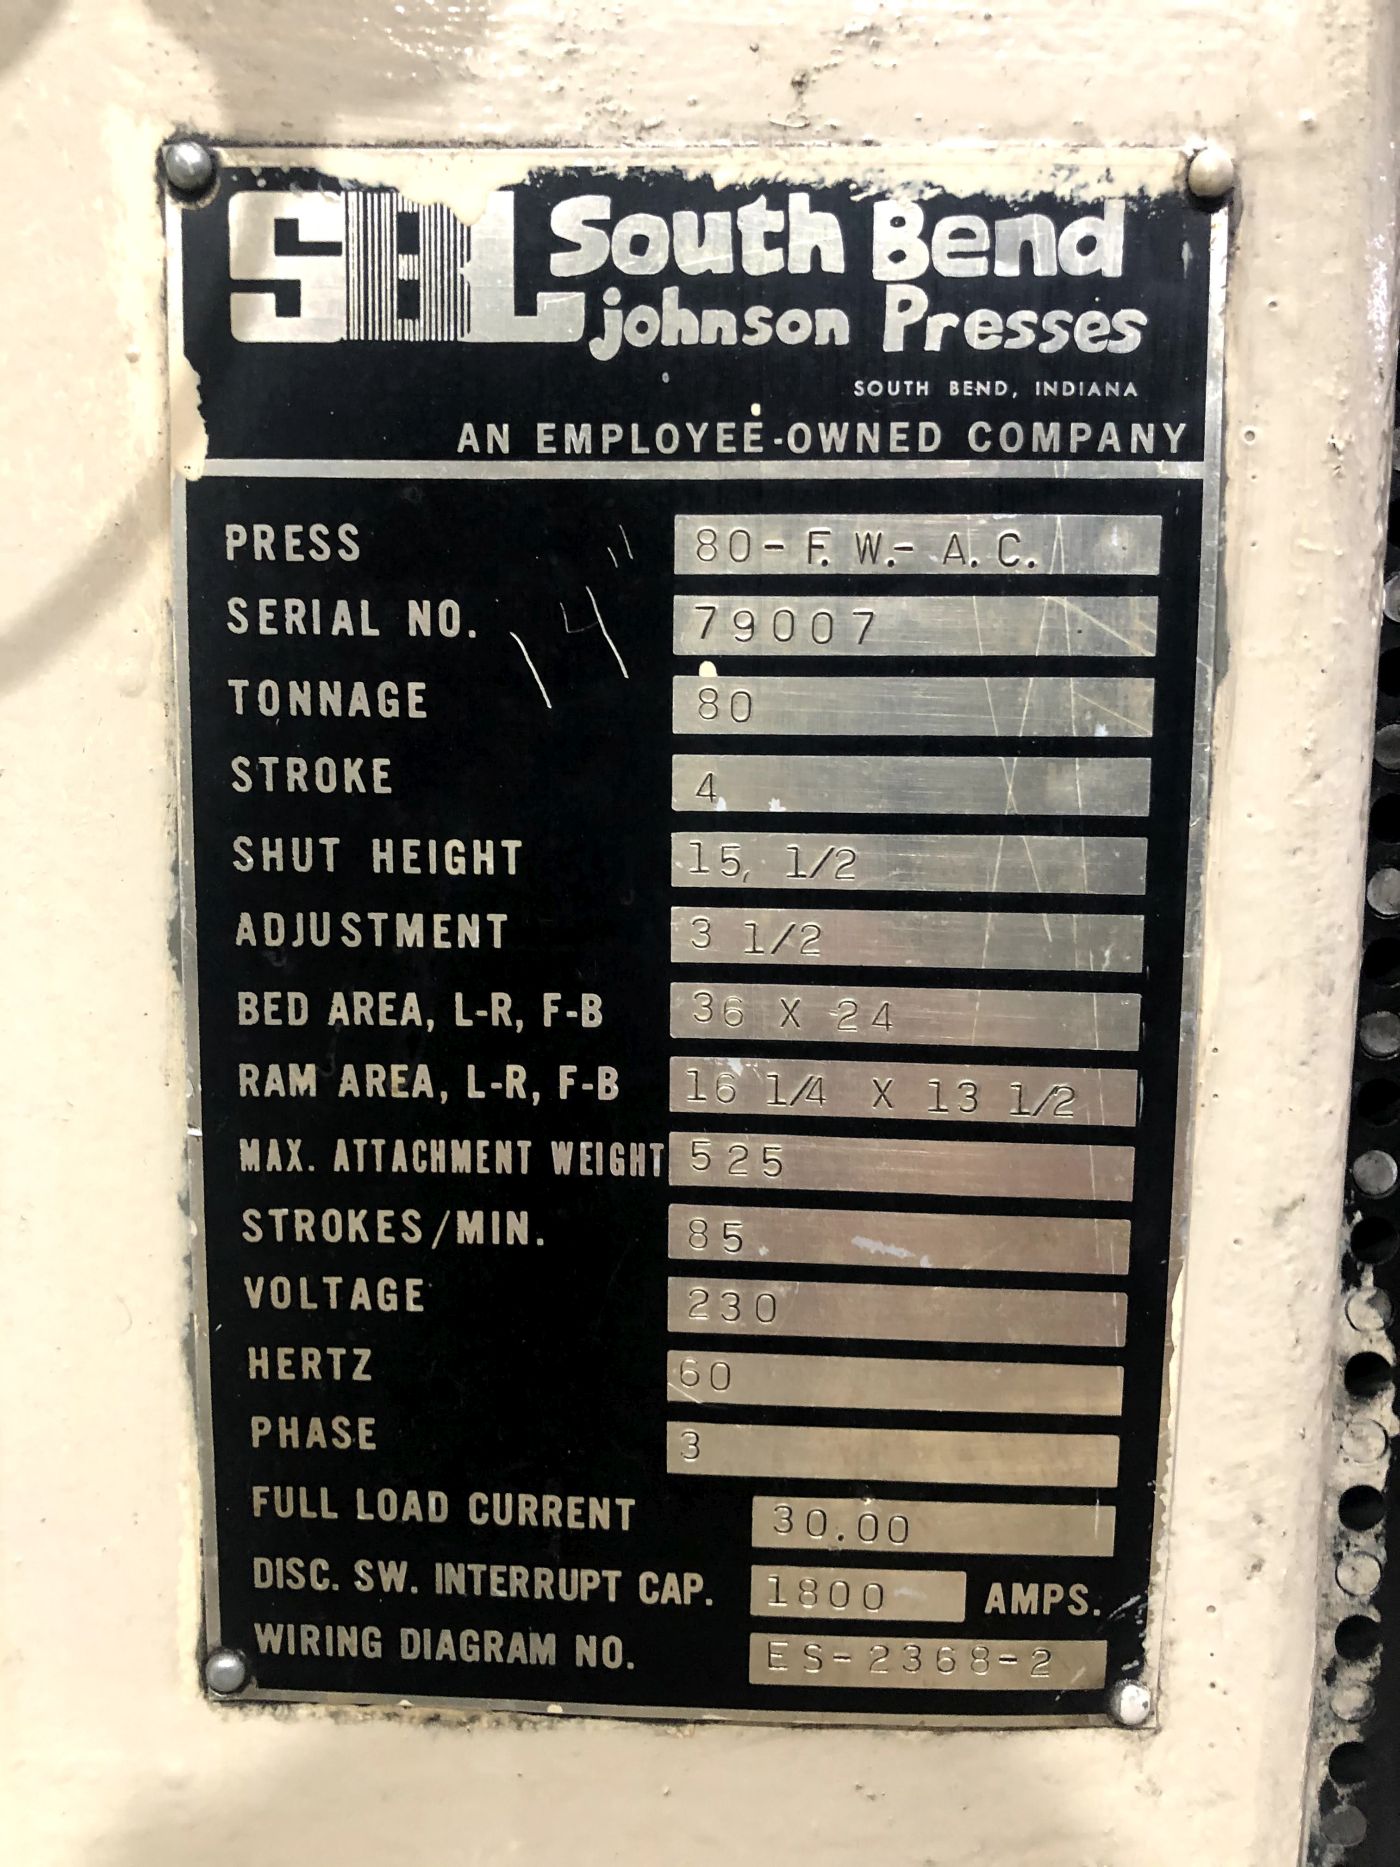 SBL South Bend
johnson Presses
SOUTH BEND, INDIANA
AN EMPLOYEE-OWNED COMPANY
PRESS 80-F.W.-A.C.
SERIAL NO. 79007
TONNAGE 80
STROKE 4
SHUT HEIGHT 15, 1/2
ADJUSTMENT 3 1/2
BED AREA, L-R, F-B 36 X 24
RAM AREA, L-R, F-B 16 1/4 X 13 1/2
MAX. ATTACHMENT WEIGHT 525
STROKES/MIN. 85
VOLTAGE 230
HERTZ 60
PHASE 3
FULL LOAD CURRENT 30.00
DISC. SW. INTERRUPT CAP. 1800 AMPS.
WIRING DIAGRAM NO. ES-2368-2